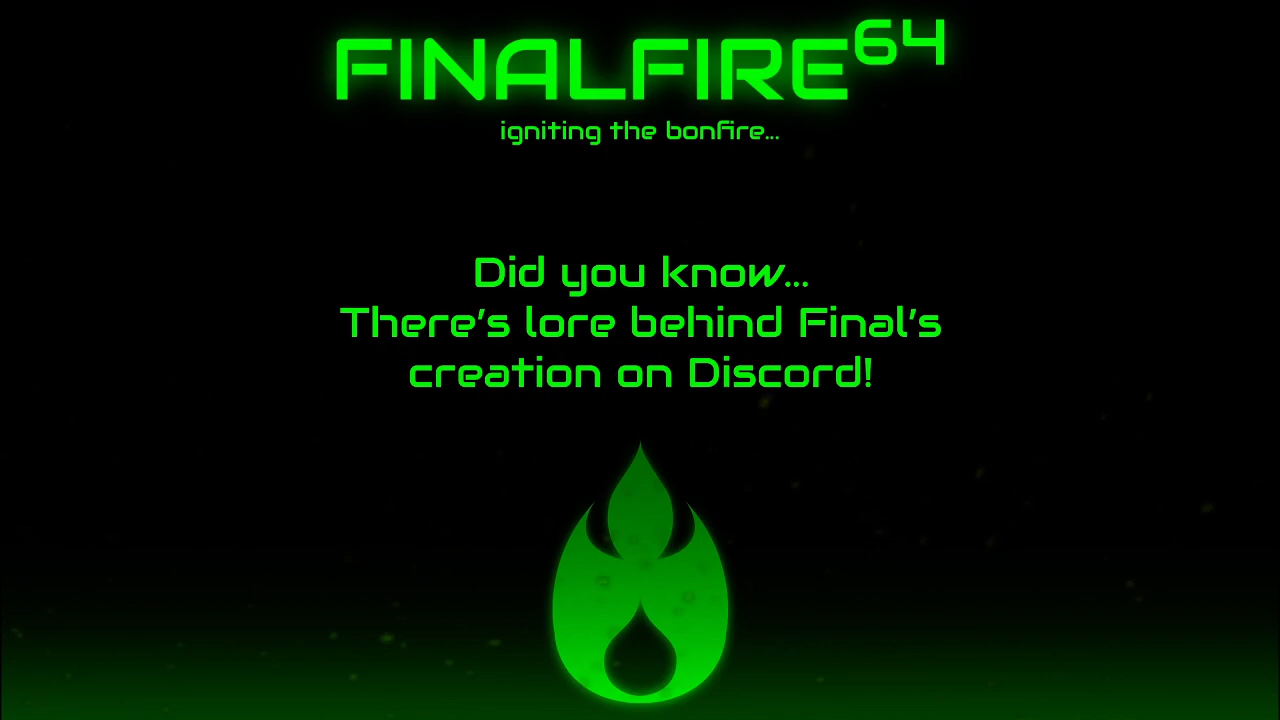 FINALFIRE64
igniting the bonfire...
Did you know...
There's lore behind Final's
creation on Discord!